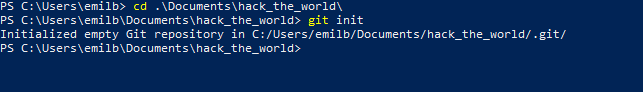 PS C:\Users\emilb> cd .\Documents\hack_the_world\
PS C:\Users\emilb\Documents\hack_the_world> git init
Initialized empty Git repository in C:/Users/emilb/Documents/hack_the_world/.git/
PS C:\Users\emilb\Documents\hack_the_world>